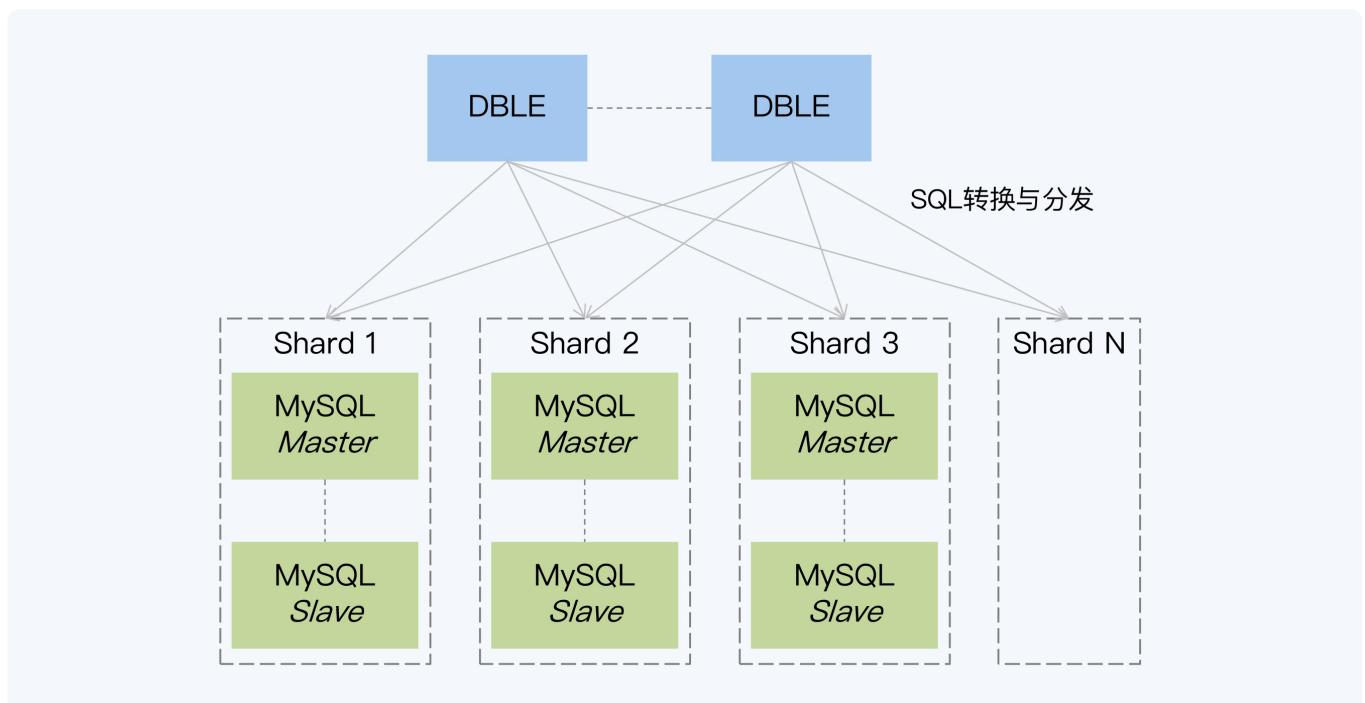 DBLE
DBLE
SQL转换与分发
Shard 1
MySQL
Master
MySQL
Slave
Shard 2
MySQL
Master
MySQL
Slave
Shard 3
MySQL
Master
MySQL
Slave
Shard N